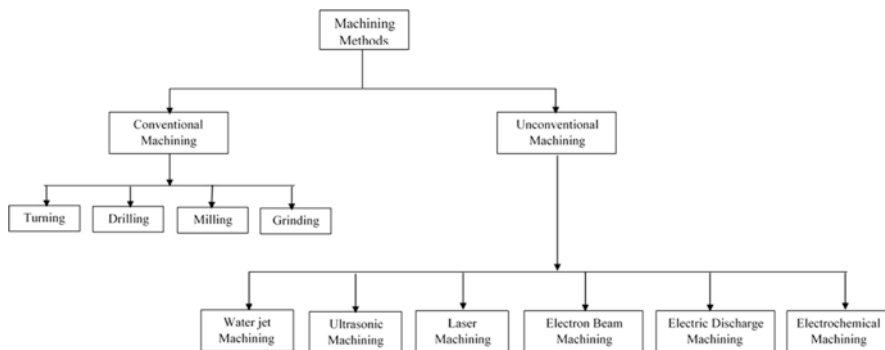 Machining
Methods
Conventional
Machining
Unconventional
Machining
Turning
Drilling
Milling
Grinding
Water jet
Machining
Ultrasonic
Machining
Laser
Machining
Electron Beam
Machining
Electric Discharge
Machining
Electrochemical
Machining